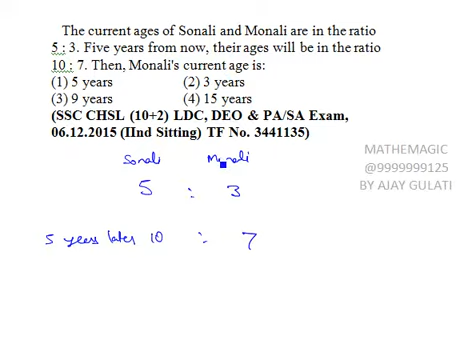 The current ages of Sonali and Monali are in the ratio
5 : 3. Five years from now, their ages will be in the ratio
10 : 7. Then, Monali's current age is:
(1) 5 years (2) 3 years
(3) 9 years (4) 15 years
(SSC CHSL (10+2) LDC, DEO & PA/SA Exam,
06.12.2015 (IInd Sitting) TF No. 3441135)
MATHEMAGIC
@9999999125
BY AJAY GULATI
Sonali Monali
5 : 3
5 years later 10 : 7